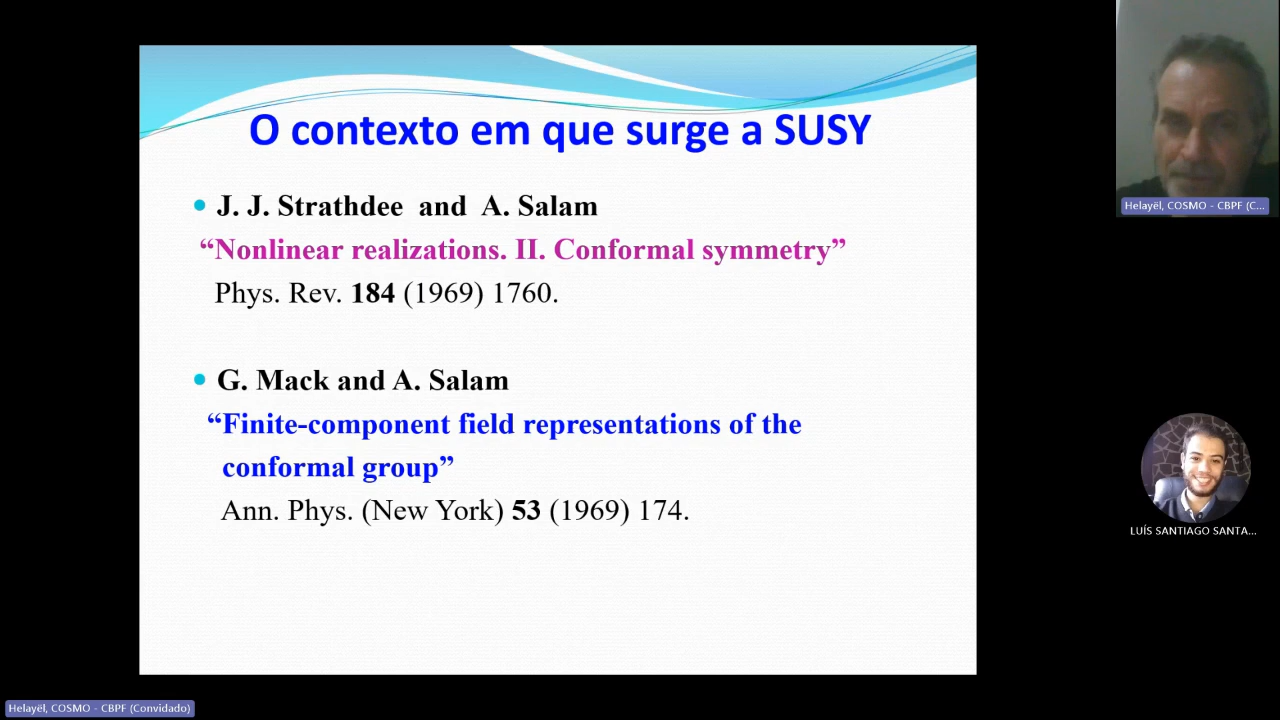 O contexto em que surge a SUSY
J. J. Strathdee and A. Salam
“Nonlinear realizations. II. Conformal symmetry”
Phys. Rev. 184 (1969) 1760.
G. Mack and A. Salam
“Finite-component field representations of the
conformal group”
Ann. Phys. (New York) 53 (1969) 174.
Helayël, COSMO - CBPF (C...
LUÍS SANTIAGO SANTA...
Helayël, COSMO - CBPF (Convidado)